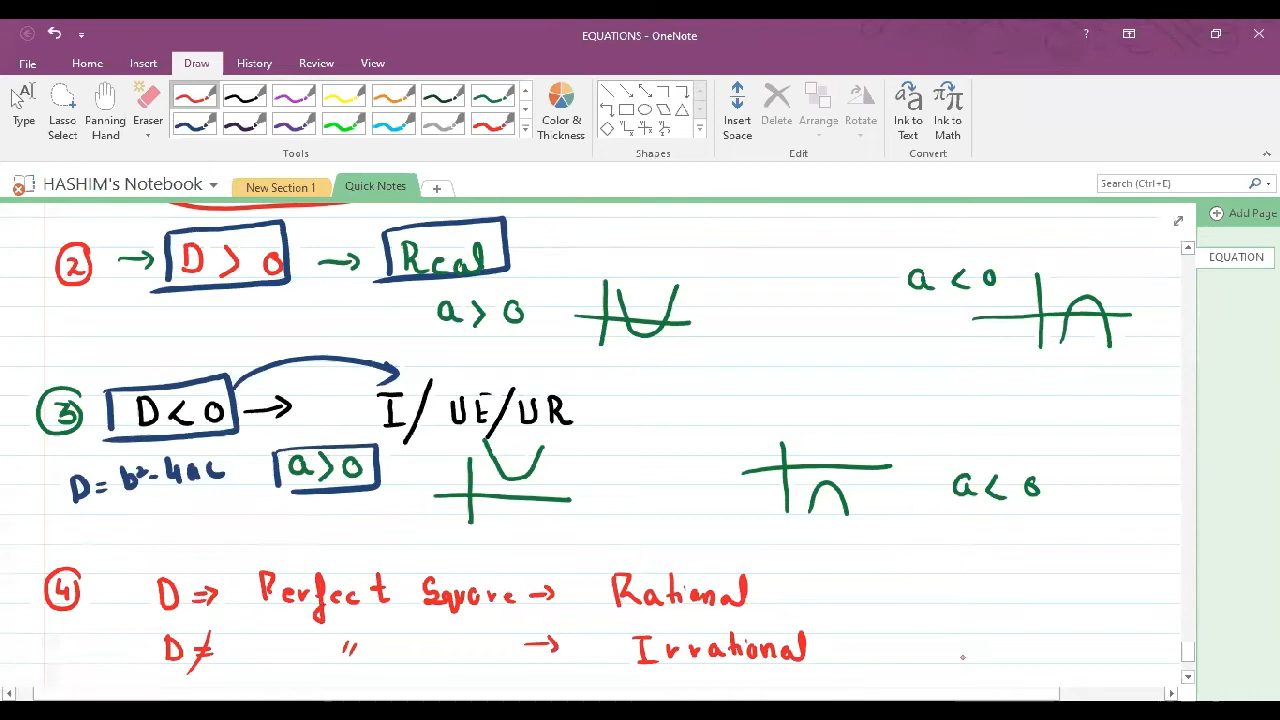 EQUATIONS - OneNote
File Home Insert Draw History Review View
Type Lasso Select Panning Hand Eraser Color & Thickness Insert Space Delete Arrange Rotate Ink to Text Ink to Math
Tools Shapes Edit Convert
HASHIM's Notebook New Section 1 Quick Notes Search (Ctrl+E)
Add Page
EQUATION
② → D > 0 → Real
a > 0 a < 0
③ D < 0 → I/UE/UR
D = b²-4ac a > 0 a < 0
④ D ⇒ Perfect Square → Rational
D ≠ " → Irrational